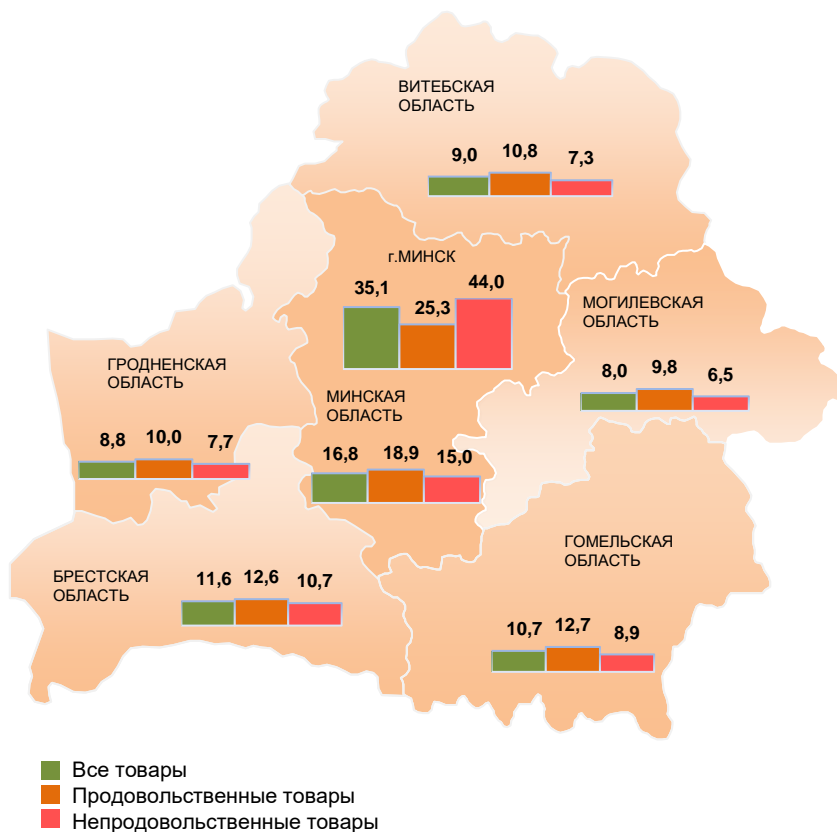 ВИТЕБСКАЯ
ОБЛАСТЬ
9,0 10,8 7,3
г.МИНСК
35,1 25,3 44,0
МОГИЛЕВСКАЯ
ОБЛАСТЬ
8,0 9,8 6,5
ГРОДНЕНСКАЯ
ОБЛАСТЬ
8,8 10,0 7,7
МИНСКАЯ
ОБЛАСТЬ
16,8 18,9 15,0
ГОМЕЛЬСКАЯ
ОБЛАСТЬ
10,7 12,7 8,9
БРЕСТСКАЯ
ОБЛАСТЬ
11,6 12,6 10,7
Все товары
Продовольственные товары
Непродовольственные товары